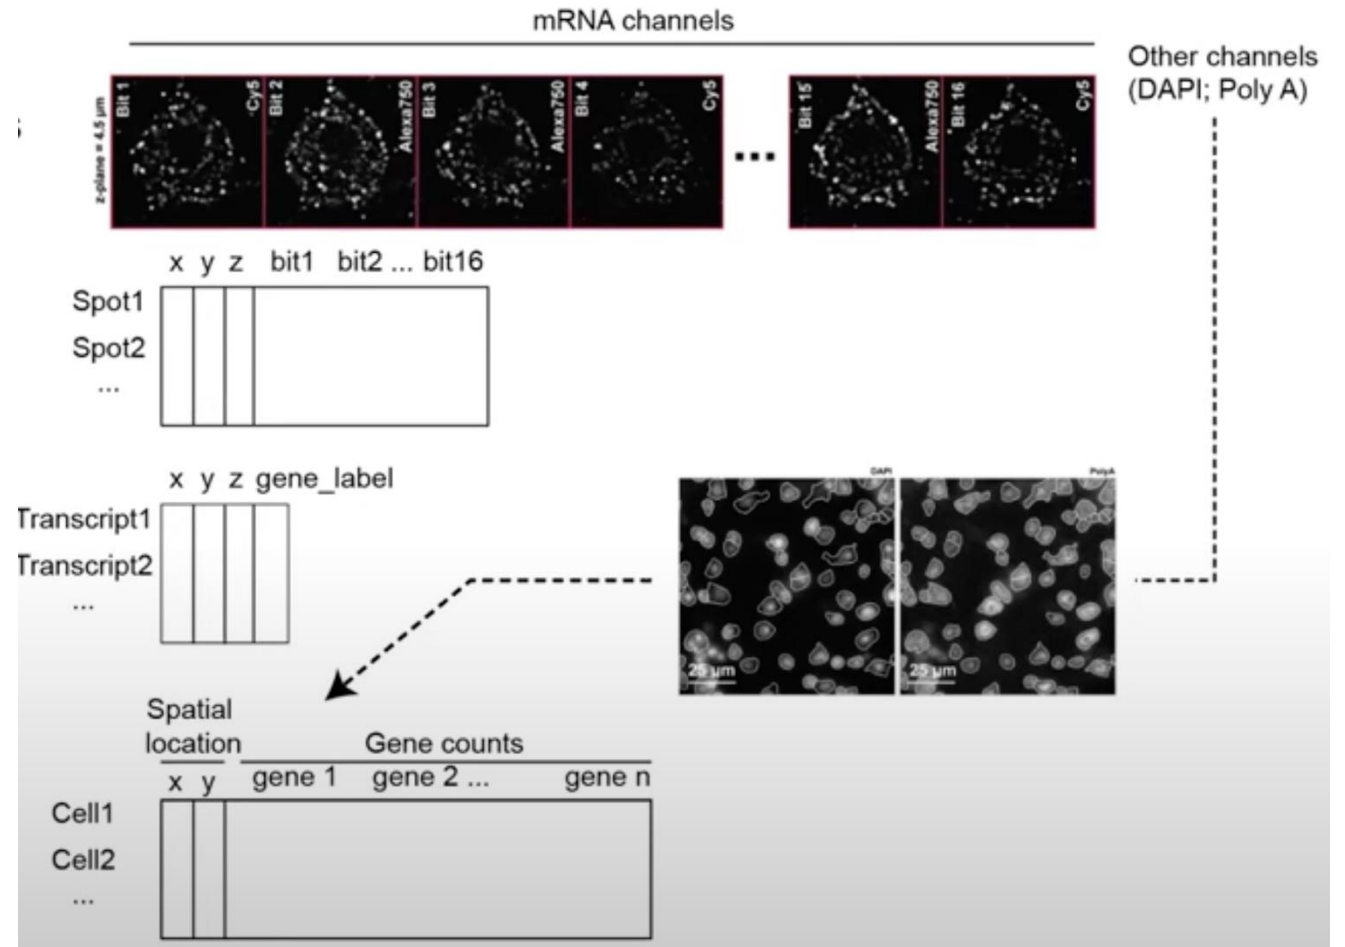 mRNA channels
Other channels
(DAPI; Poly A)
z-plane = 4.5 μm
Bit 1
Cy5
Bit 2
Alexa750
Bit 3
Alexa750
Bit 4
Cy5
...
Bit 15
Alexa750
Bit 16
Cy5
x y z bit1 bit2 ... bit16
Spot1
Spot2
...
x y z gene_label
Transcript1
Transcript2
...
DAPI
PolyA
25 μm
25 μm
Spatial
location
Gene counts
x y gene 1 gene 2 ... gene n
Cell1
Cell2
...